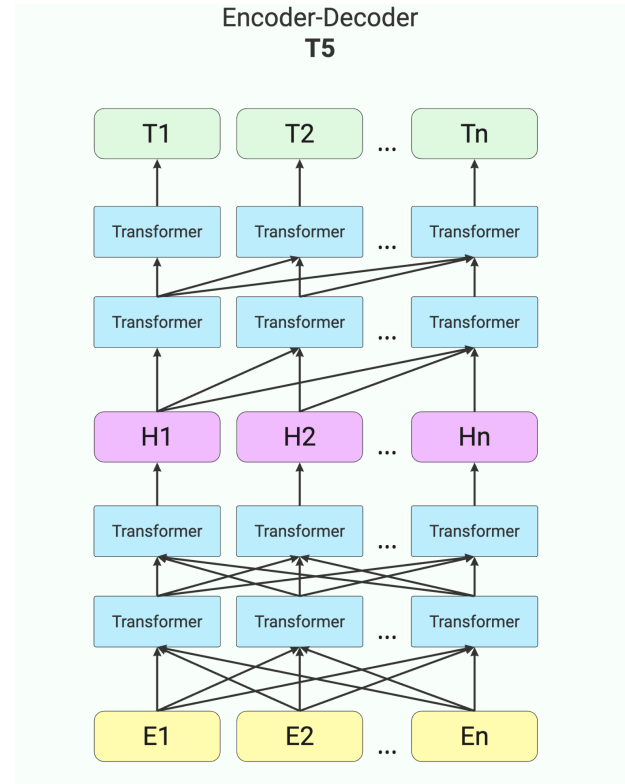 Encoder-Decoder
T5
T1 T2 ... Tn
Transformer Transformer ... Transformer
Transformer Transformer ... Transformer
H1 H2 ... Hn
Transformer Transformer ... Transformer
Transformer Transformer ... Transformer
E1 E2 ... En